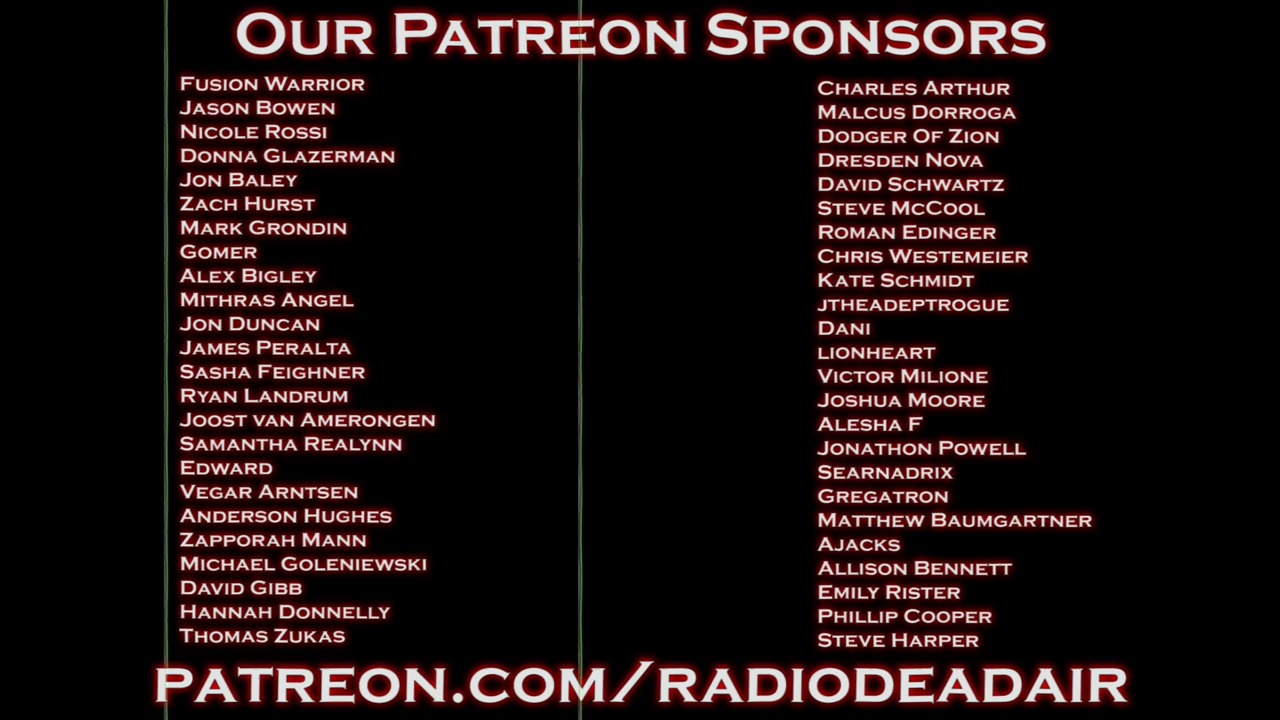 Our Patreon Sponsors
Fusion Warrior
Jason Bowen
Nicole Rossi
Donna Glazerman
Jon Baley
Zach Hurst
Mark Grondin
Gomer
Alex Bigley
Mithras Angel
Jon Duncan
James Peralta
Sasha Feighner
Ryan Landrum
Joost van Amerongen
Samantha Realynn
Edward
Vegar Arntsen
Anderson Hughes
Zapporah Mann
Michael Goleniewski
David Gibb
Hannah Donnelly
Thomas Zukas
Charles Arthur
Malcus Dorroga
Dodger Of Zion
Dresden Nova
David Schwartz
Steve McCool
Roman Edinger
Chris Westemeier
Kate Schmidt
jtheadeptrogue
Dani
lionheart
Victor Milione
Joshua Moore
Alesha F
Jonathon Powell
Searnadrix
Gregatron
Matthew Baumgartner
Ajacks
Allison Bennett
Emily Rister
Phillip Cooper
Steve Harper
patreon.com/radiodeadair